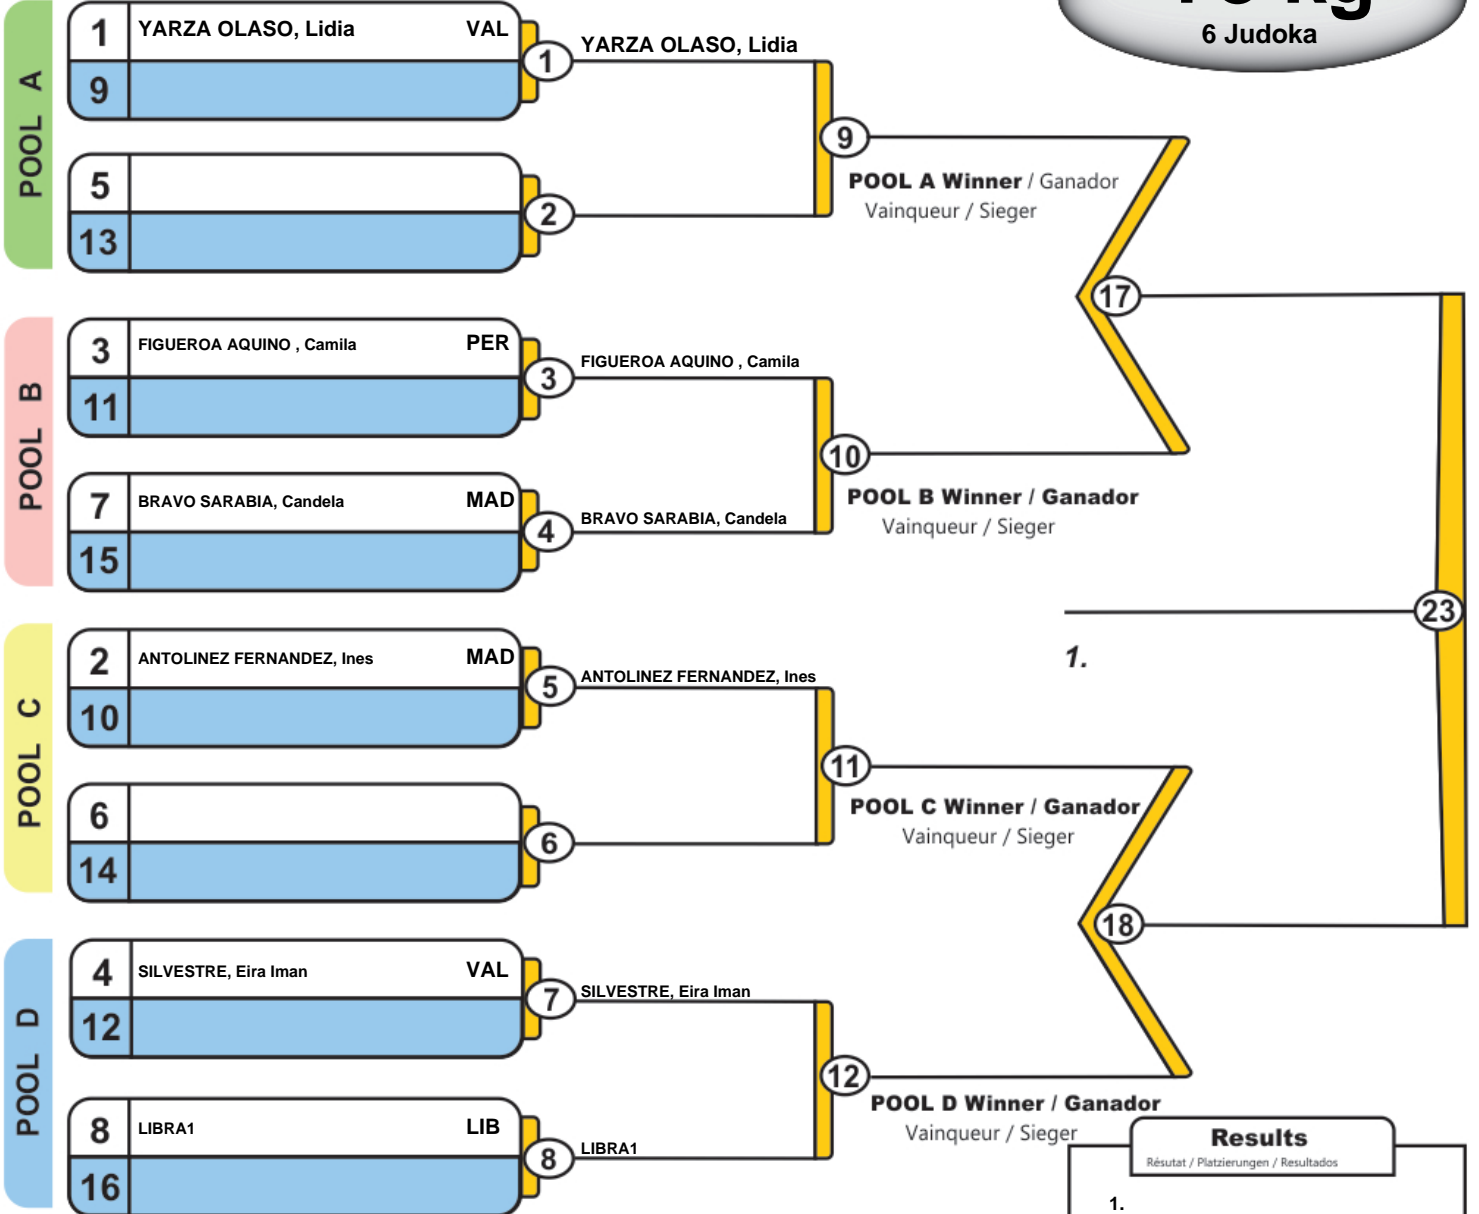 6 Judoka
POOL A
1 YARZA OLASO, Lidia VAL
9
1
YARZA OLASO, Lidia
5
13
2
9
POOL A Winner / Ganador
Vainqueur / Sieger
17
POOL B
3 FIGUEROA AQUINO , Camila PER
11
3
FIGUEROA AQUINO , Camila
7 BRAVO SARABIA, Candela MAD
15
4
BRAVO SARABIA, Candela
10
POOL B Winner / Ganador
Vainqueur / Sieger
23
1.
POOL C
2 ANTOLINEZ FERNANDEZ, Ines MAD
10
5
ANTOLINEZ FERNANDEZ, Ines
6
14
6
11
POOL C Winner / Ganador
Vainqueur / Sieger
18
POOL D
4 SILVESTRE, Eira Iman VAL
12
7
SILVESTRE, Eira Iman
8 LIBRA1 LIB
16
8
LIBRA1
12
POOL D Winner / Ganador
Vainqueur / Sieger
Results
Résutat / Platzierungen / Resultados
1.